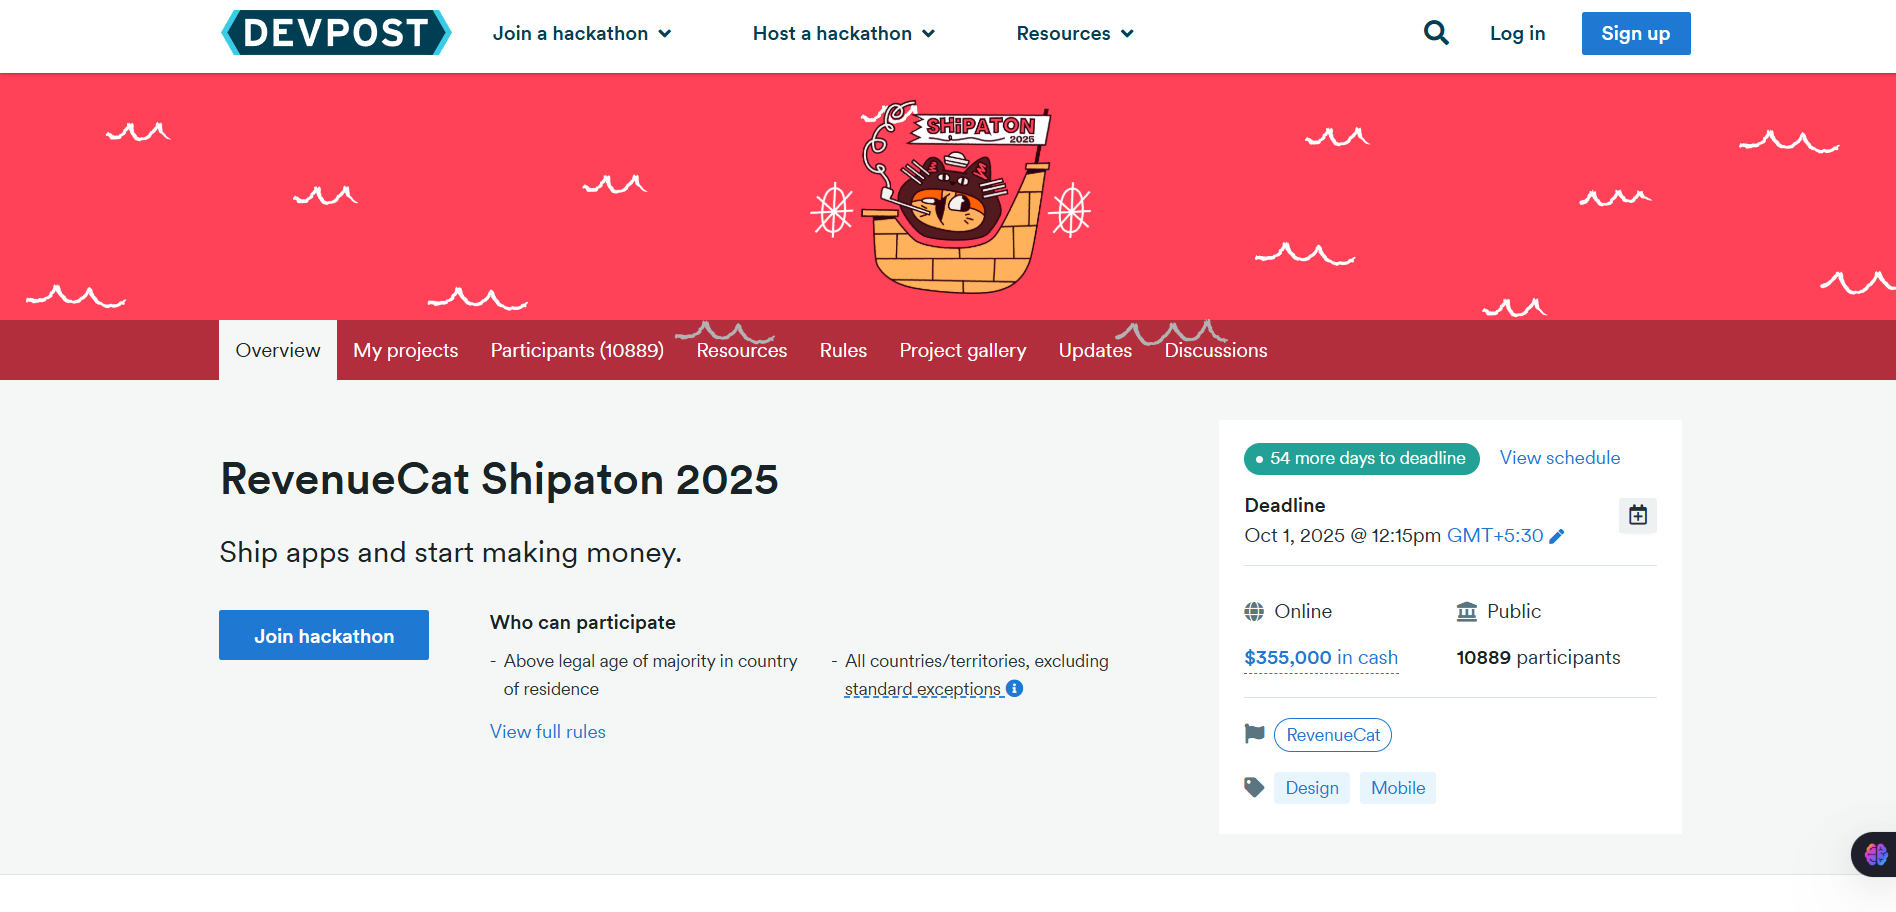 DEVPOST
Join a hackathon
Host a hackathon
Resources
Log in
Sign up
SHiPATON
2025
Overview
My projects
Participants (10889)
Resources
Rules
Project gallery
Updates
Discussions
RevenueCat Shipaton 2025
Ship apps and start making money.
Join hackathon
Who can participate
- Above legal age of majority in country
of residence
- All countries/territories, excluding
standard exceptions
View full rules
54 more days to deadline
View schedule
Deadline
Oct 1, 2025 @ 12:15pm GMT+5:30
Online
Public
$355,000 in cash
10889 participants
RevenueCat
Design
Mobile